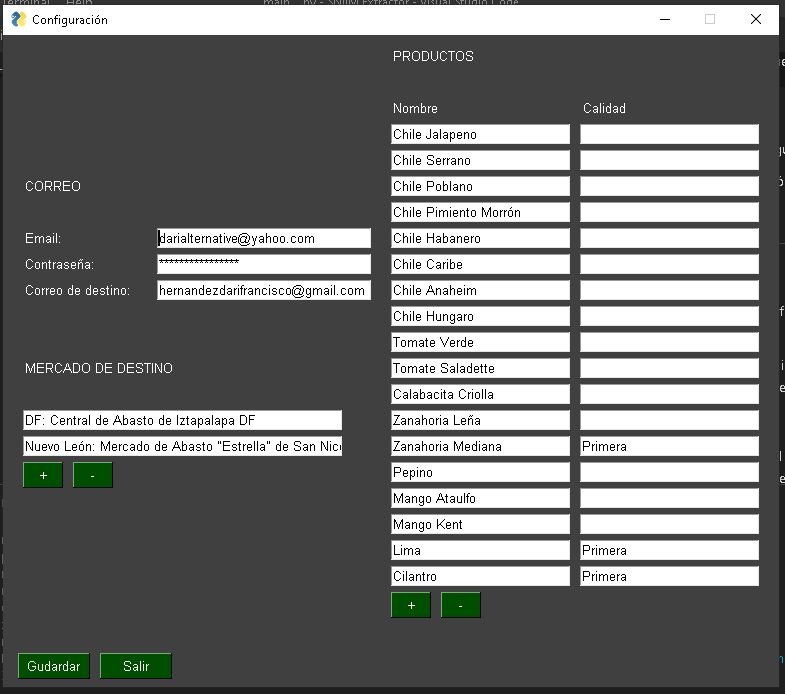 Configuración
PRODUCTOS
Nombre Calidad
Chile Jalapeno
Chile Serrano
Chile Poblano
Chile Pimiento Morrón
Chile Habanero
Chile Caribe
Chile Anaheim
Chile Hungaro
Tomate Verde
Tomate Saladette
Calabacita Criolla
Zanahoria Leña
Zanahoria Mediana Primera
Pepino
Mango Ataulfo
Mango Kent
Lima Primera
Cilantro Primera
+ -
CORREO
Email: darialternative@yahoo.com
Contraseña: ****************
Correo de destino: hernandezdarifrancisco@gmail.com
MERCADO DE DESTINO
DF: Central de Abasto de Iztapalapa DF
Nuevo León: Mercado de Abasto "Estrella" de San
+ -
Gudardar Salir